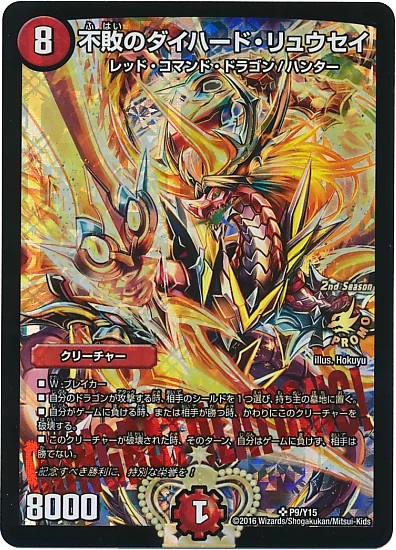 8
ふはい
不敗のダイハード・リュウセイ
レッド・コマンド・ドラゴン/ハンター
2nd Season
PROMO
illus. Hokuyu
クリーチャー
■W・ブレイカー
■自分のドラゴンが攻撃する時、相手のシールドを1つ選び、持ち主の墓地に置く。
■自分がゲームに負ける時、または相手が勝つ時、かわりにこのクリーチャーを
破壊する。
■このクリーチャーが破壊された時、そのターン、自分はゲームに負けず、相手は
勝てない。
記念すべき勝利に、特別な栄誉を!
8000
1
P9/Y15
©2016 Wizards/Shogakukan/Mitsui-Kids